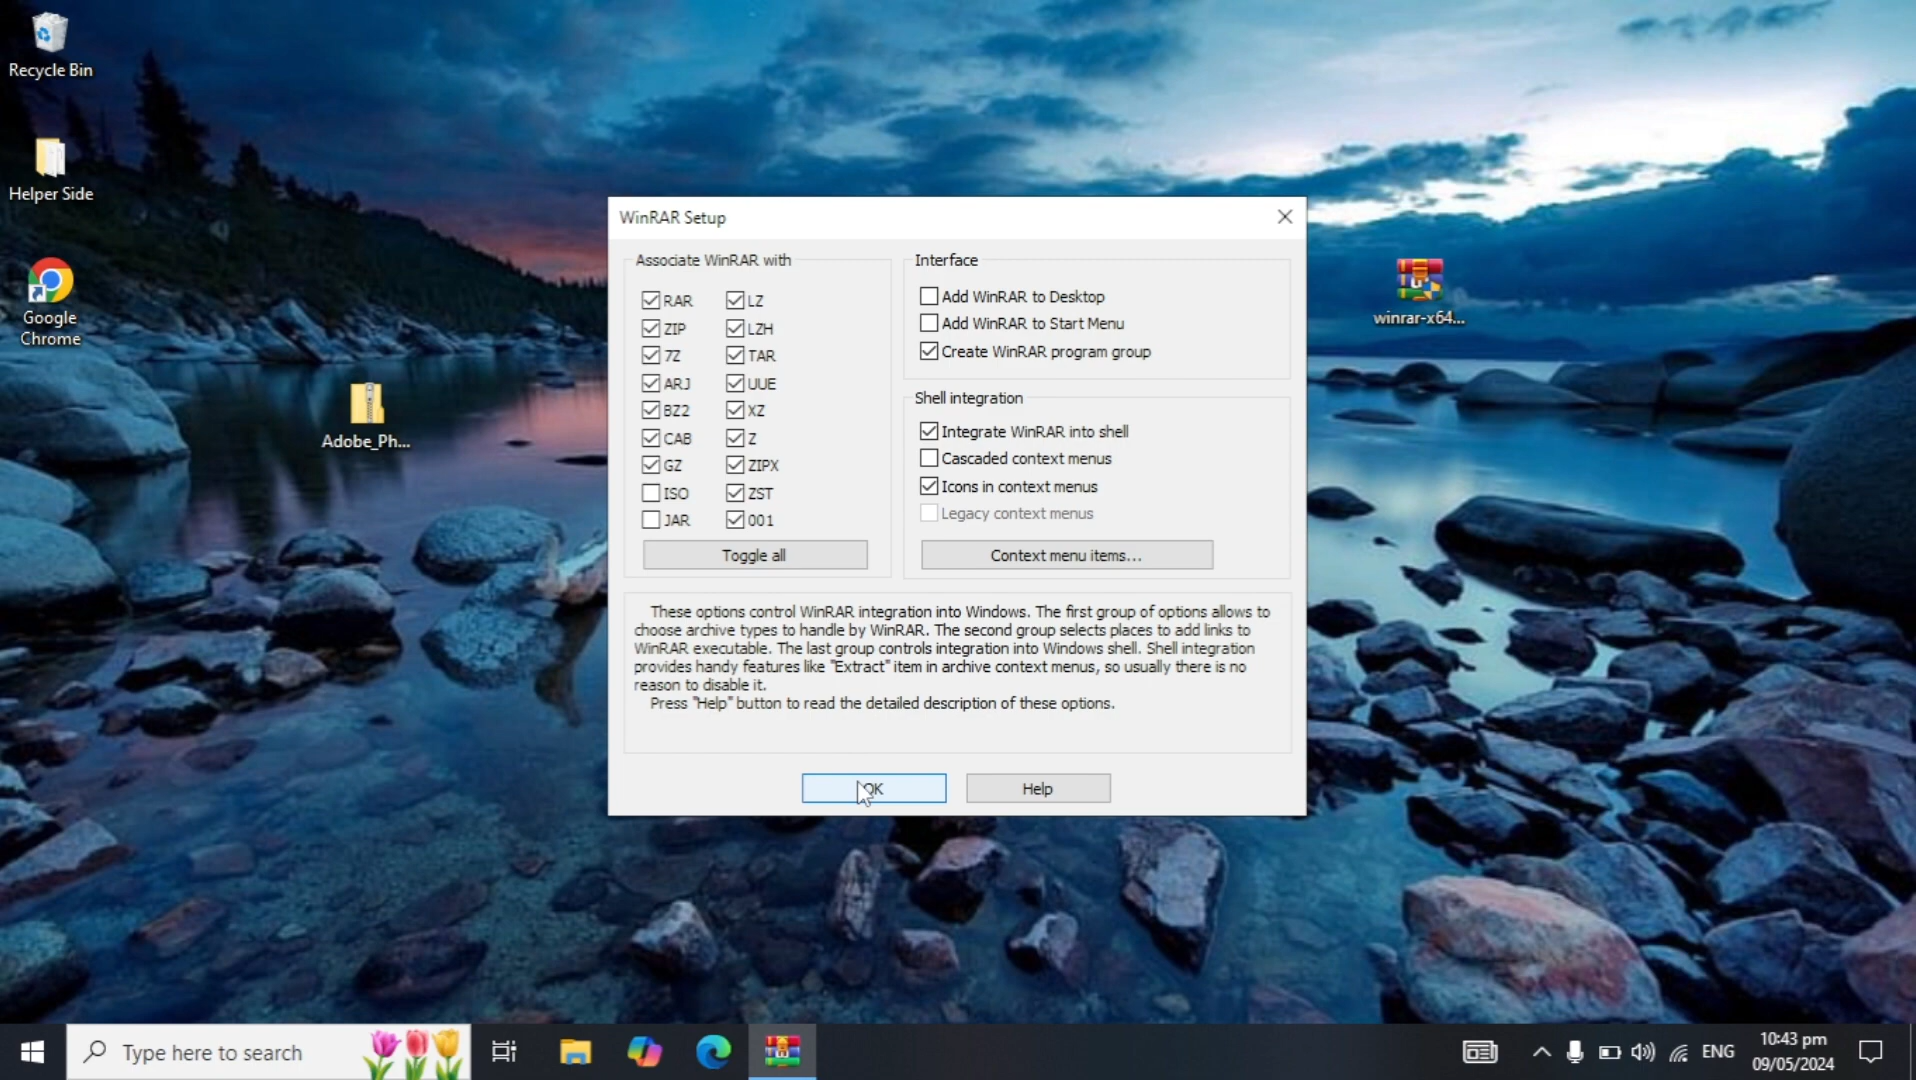 Recycle Bin
Helper Side
Google
Chrome
Adobe_Ph...
winrar-x64...
WinRAR Setup
Associate WinRAR with
RAR
LZ
ZIP
LZH
7Z
TAR
ARJ
UUE
BZ2
XZ
CAB
Z
GZ
ZIPX
ISO
ZST
JAR
001
Toggle all
Interface
Add WinRAR to Desktop
Add WinRAR to Start Menu
Create WinRAR program group
Shell integration
Integrate WinRAR into shell
Cascaded context menus
Icons in context menus
Legacy context menus
Context menu items...
These options control WinRAR integration into Windows. The first group of options allows to
choose archive types to handle by WinRAR. The second group selects places to add links to
WinRAR executable. The last group controls integration into Windows shell. Shell integration
provides handy features like "Extract" item in archive context menus, so usually there is no
reason to disable it.
Press "Help" button to read the detailed description of these options.
OK
Help
Type here to search
ENG
10:43 pm
09/05/2024